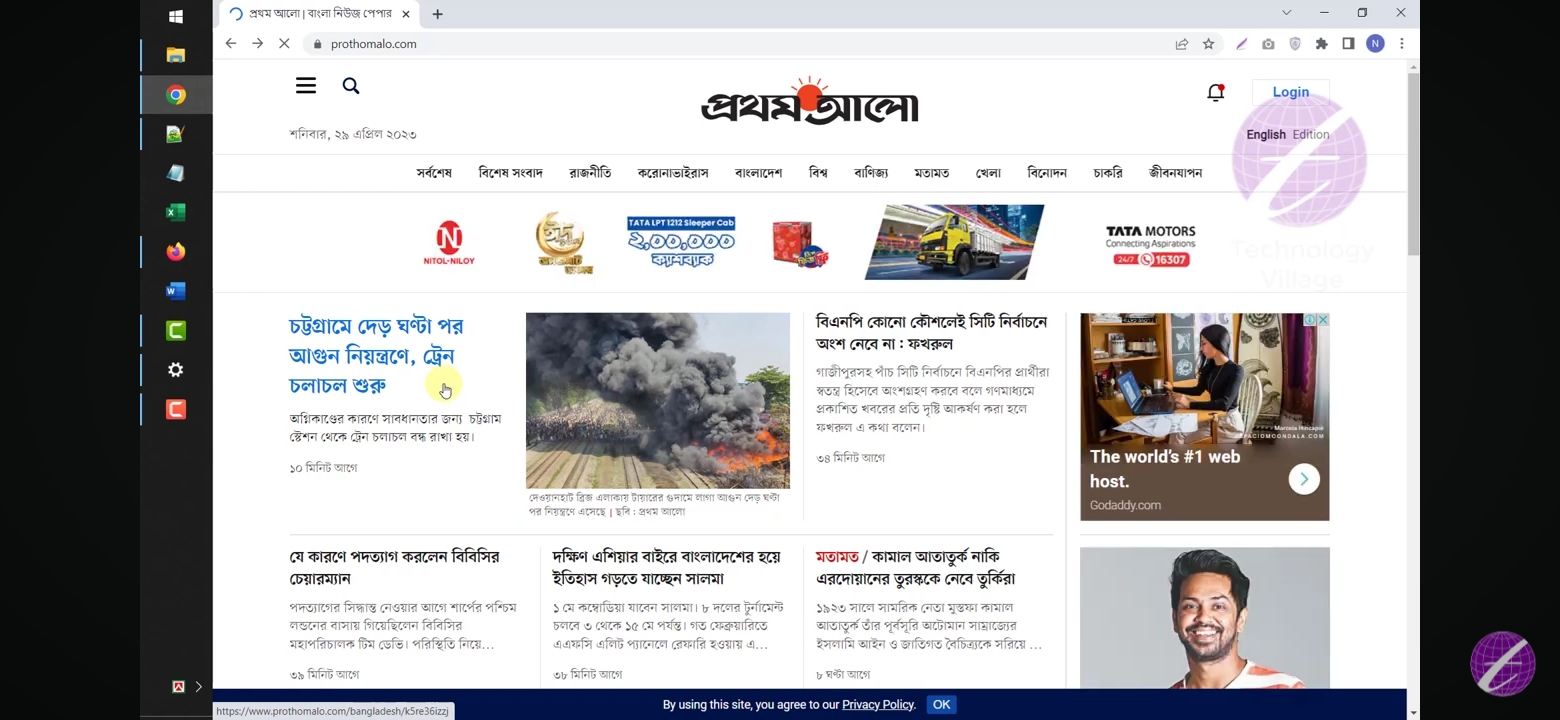 প্রথম আলো | বাংলা নিউজ পেপার
prothomalo.com
N
প্রথম আলো
Login
শনিবার, ২৯ এপ্রিল ২০২৩
English Edition
সর্বশেষ বিশেষ সংবাদ রাজনীতি করোনাভাইরাস বাংলাদেশ বিশ্ব বাণিজ্য মতামত খেলা বিনোদন চাকরি জীবনযাপন
NITOL-NILOY
ঈদ
TATA LPT 1212 Sleeper Cab
২,০০,০০০
ক্যাশব্যাক
TATA MOTORS
Connecting Aspirations
24/7 16307
Technology
Village
চট্টগ্রামে দেড় ঘণ্টা পর
আগুন নিয়ন্ত্রণে, ট্রেন
চলাচল শুরু
অগ্নিকাণ্ডের কারণে সাবধানতার জন্য চট্টগ্রাম
স্টেশন থেকে ট্রেন চলাচল বন্ধ রাখা হয়।
১০ মিনিট আগে
দেওয়ানহাট ব্রিজ এলাকায় টায়ারের গুদামে লাগা আগুন দেড় ঘণ্টা
পর নিয়ন্ত্রণে এসেছে | ছবি : প্রথম আলো
বিএনপি কোনো কৌশলেই সিটি নির্বাচনে
অংশ নেবে না : ফখরুল
গাজীপুরসহ পাঁচ সিটি নির্বাচনে বিএনপির প্রার্থীরা
স্বতন্ত্র হিসেবে অংশগ্রহণ করবে বলে গণমাধ্যমে
প্রকাশিত খবরের প্রতি দৃষ্টি আকর্ষণ করা হলে
ফখরুল এ কথা বলেন।
৩৪ মিনিট আগে
Marcela Hincapié
ESPACIOMOONDALA.COM
The world's #1 web
host.
Godaddy.com
যে কারণে পদত্যাগ করলেন বিবিসির
চেয়ারম্যান
পদত্যাগের সিদ্ধান্ত নেওয়ার আগে শার্পের পশ্চিম
লন্ডনের বাসায় গিয়েছিলেন বিবিসির
মহাপরিচালক টিম ডেভি। পরিস্থিতি নিয়ে...
৩৯ মিনিট আগে
দক্ষিণ এশিয়ার বাইরে বাংলাদেশের হয়ে
ইতিহাস গড়তে যাচ্ছেন সালমা
১ মে কম্বোডিয়া যাবেন সালমা। ৮ দলের টুর্নামেন্ট
চলবে ৩ থেকে ১৫ মে পর্যন্ত। গত ফেব্রুয়ারিতে
এএফসি এলিট প্যানেলে রেফারি হওয়ায় এ...
৩৮ মিনিট আগে
মতামত / কামাল আতাতুর্ক নাকি
এরদোয়ানের তুরস্ককে নেবে তুর্কিরা
১৯২৩ সালে সামরিক নেতা মুস্তফা কামাল
আতাতুর্ক তাঁর পূর্বসূরি অটোমান সাম্রাজ্যের
ইসলামি আইন ও জাতিগত বৈচিত্র্যকে সরিয়ে ...
৮ ঘণ্টা আগে
By using this site, you agree to our Privacy Policy. OK
https://www.prothomalo.com/bangladesh/k5re36izzj